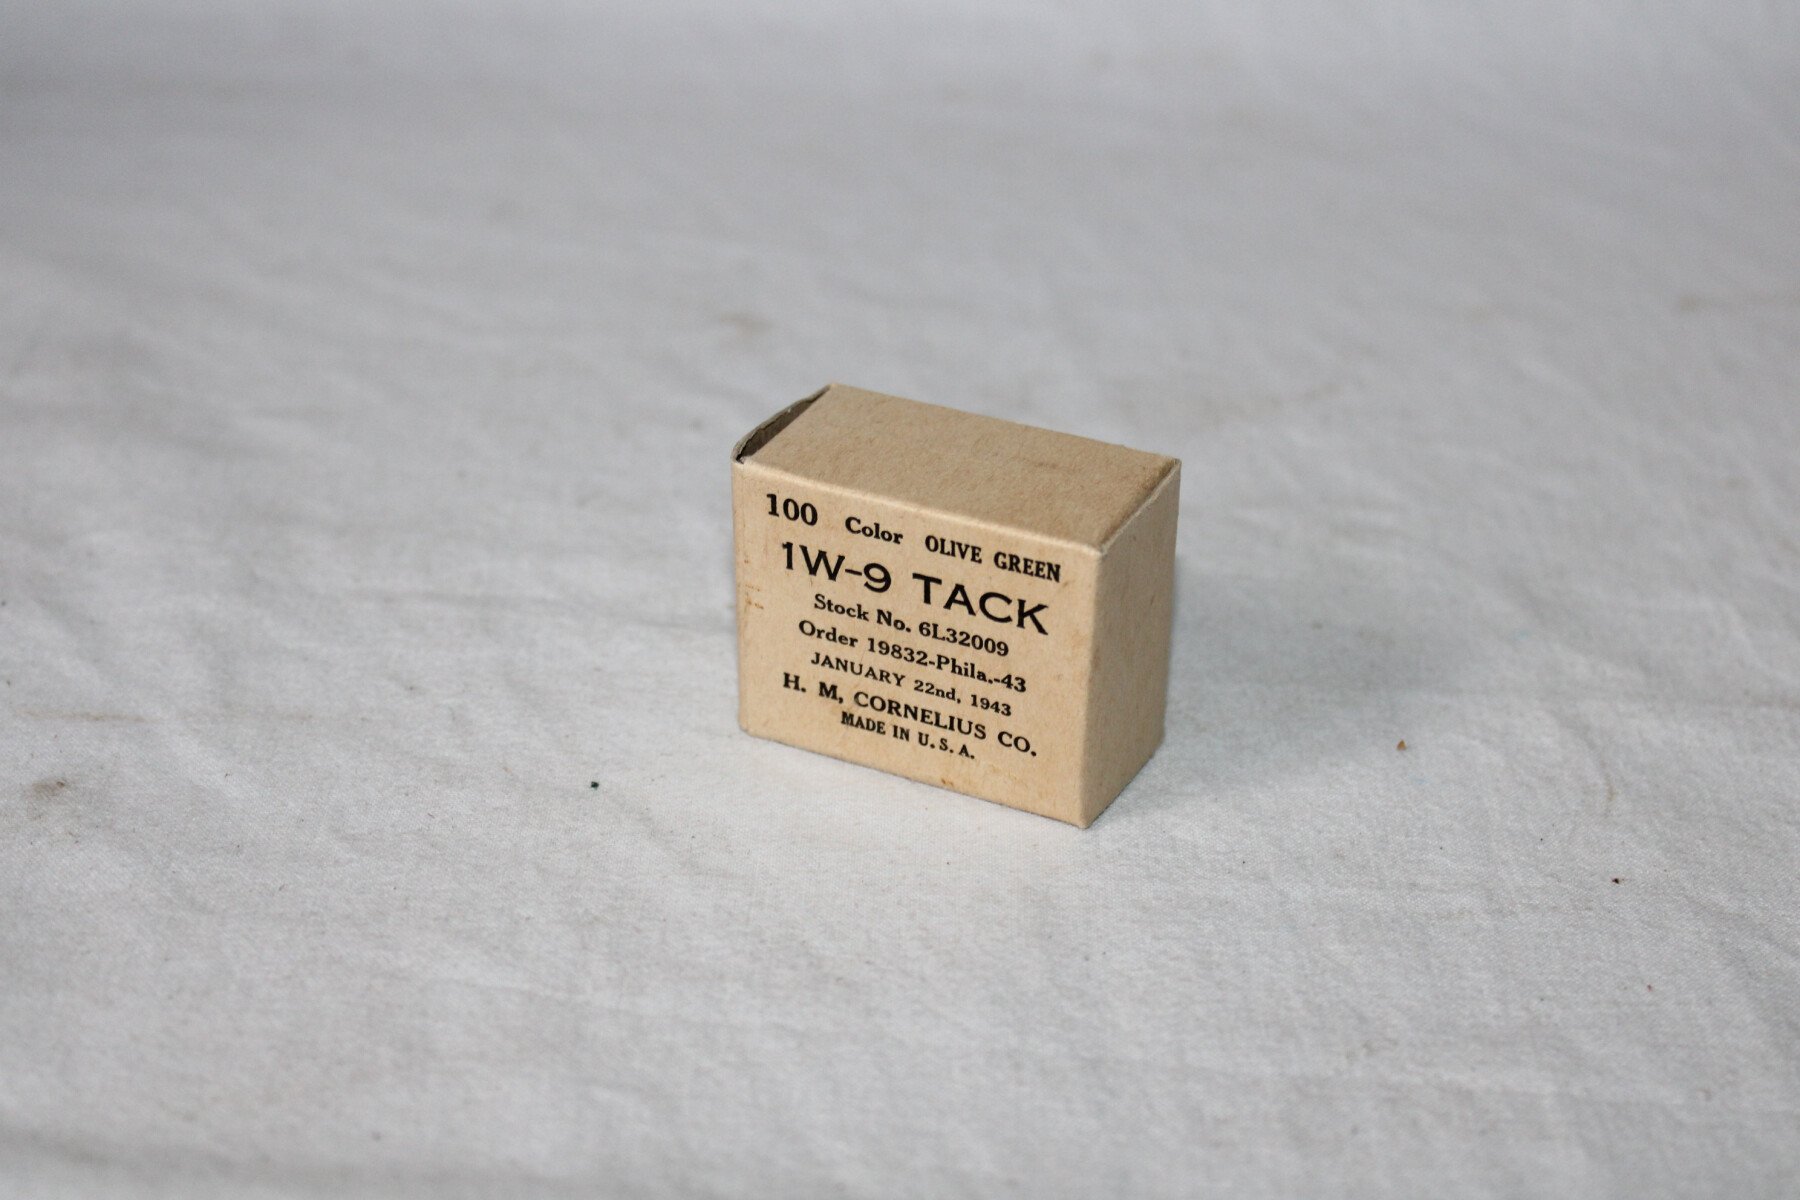 100 Color OLIVE GREEN
1W-9 TACK
Stock No. 6L32009
Order 19832-Phila.-43
JANUARY 22nd, 1943
H. M, CORNELIUS CO.
MADE IN U. S. A.